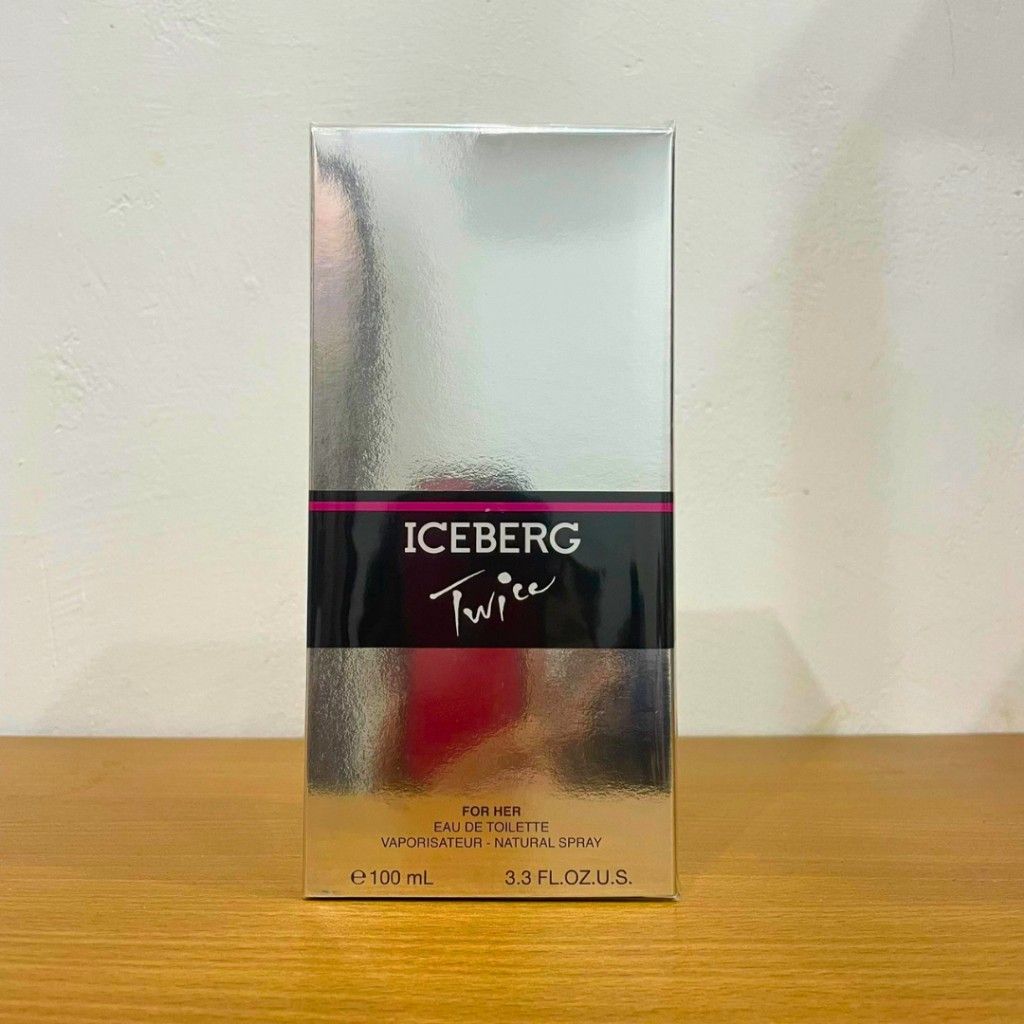 ICEBERG
Twice
FOR HER
EAU DE TOILETTE
VAPORISATEUR - NATURAL SPRAY
℮ 100 mL 3.3 FL.OZ.U.S.